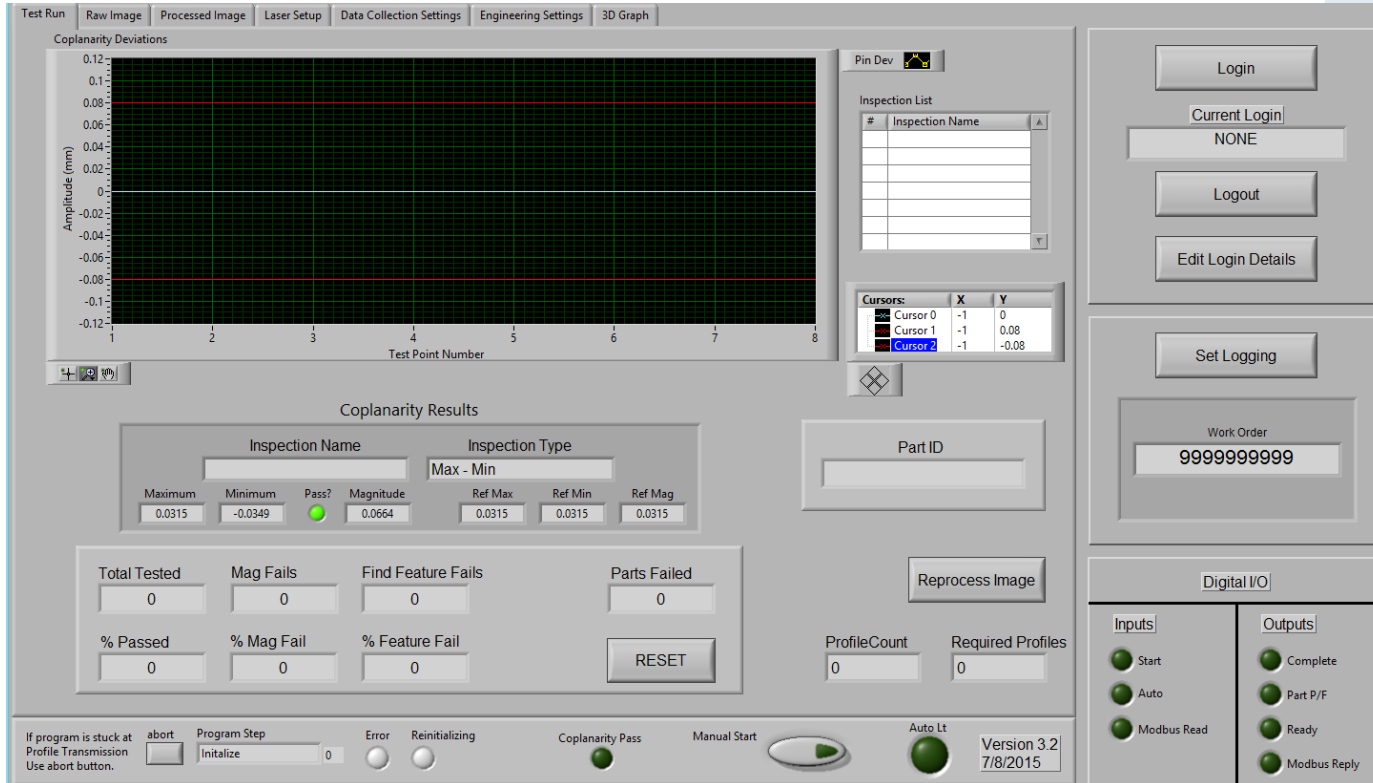 Test Run Raw Image Processed Image Laser Setup Data Collection Settings Engineering Settings 3D Graph
Coplanarity Deviations
Amplitude (mm)
0.12
0.1
0.08
0.06
0.04
0.02
0
-0.02
-0.04
-0.06
-0.08
-0.1
-0.12
1 2 3 4 5 6 7 8
Test Point Number
Pin Dev
Inspection List
# Inspection Name
Cursors: X Y
Cursor 0 -1 0
Cursor 1 -1 0.08
Cursor 2 -1 -0.08
Coplanarity Results
Inspection Name Inspection Type
Max - Min
Maximum Minimum Pass? Magnitude Ref Max Ref Min Ref Mag
0.0315 -0.0349 0.0664 0.0315 0.0315 0.0315
Part ID
Total Tested Mag Fails Find Feature Fails Parts Failed
0 0 0 0
% Passed % Mag Fail % Feature Fail
0 0 0
RESET
Reprocess Image
ProfileCount Required Profiles
0 0
If program is stuck at
Profile Transmission
Use abort button.
abort
Program Step
Initalize 0
Error Reinitializing
Coplanarity Pass
Manual Start
Auto Lt
Version 3.2
7/8/2015
Login
Current Login
NONE
Logout
Edit Login Details
Set Logging
Work Order
9999999999
Digital I/O
Inputs Outputs
Start Complete
Auto Part P/F
Modbus Read Ready
Modbus Reply